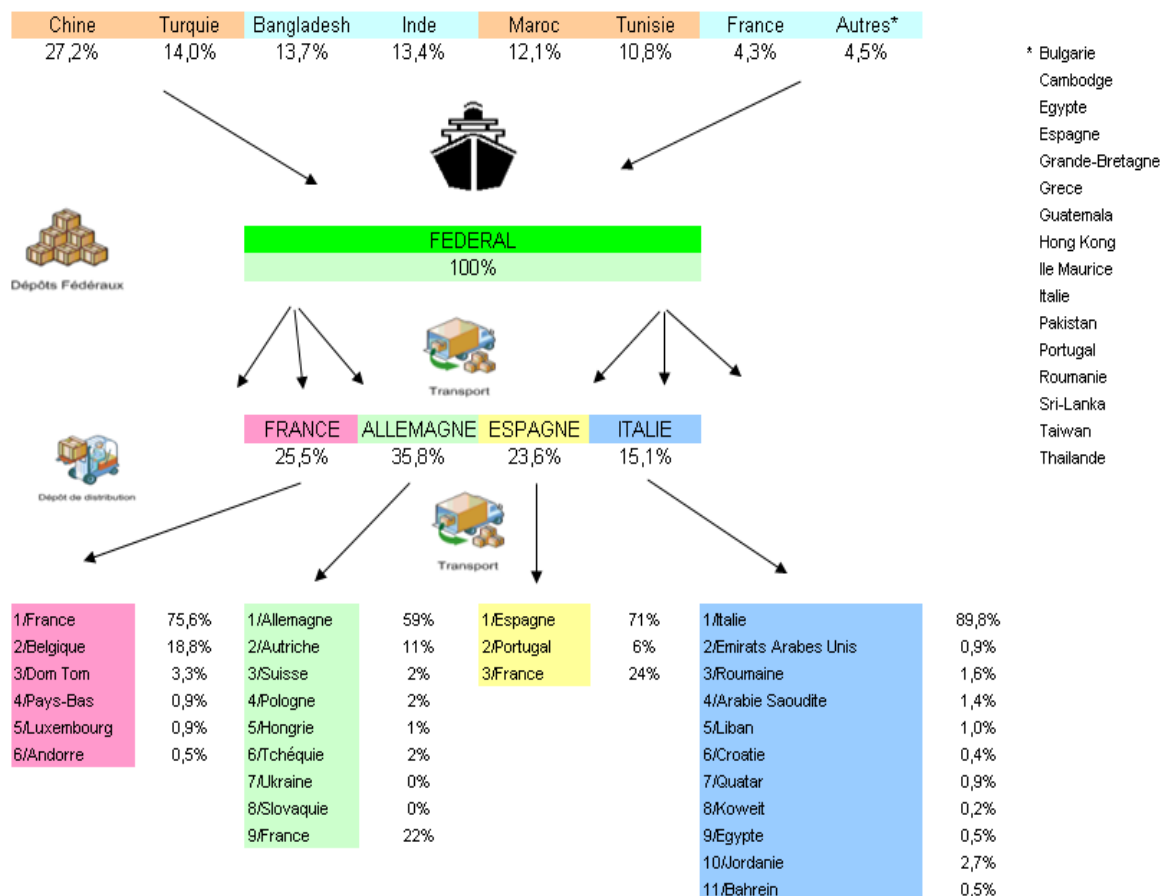 Chine Turquie Bangladesh Inde Maroc Tunisie France Autres*
27,2% 14,0% 13,7% 13,4% 12,1% 10,8% 4,3% 4,5%
* Bulgarie
Cambodge
Egypte
Espagne
Grande-Bretagne
Grece
Guatemala
Hong Kong
Ile Maurice
Italie
Pakistan
Portugal
Roumanie
Sri-Lanka
Taiwan
Thailande
FEDERAL
100%
Dépôts Fédéraux
Transport
FRANCE ALLEMAGNE ESPAGNE ITALIE
25,5% 35,8% 23,6% 15,1%
Dépôt de distribution
Transport
1/France 75,6%
2/Belgique 18,8%
3/Dom Tom 3,3%
4/Pays-Bas 0,9%
5/Luxembourg 0,9%
6/Andorre 0,5%
1/Allemagne 59%
2/Autriche 11%
3/Suisse 2%
4/Pologne 2%
5/Hongrie 1%
6/Tchéquie 2%
7/Ukraine 0%
8/Slovaquie 0%
9/France 22%
1/Espagne 71%
2/Portugal 6%
3/France 24%
1/Italie 89,8%
2/Emirats Arabes Unis 0,9%
3/Roumaine 1,6%
4/Arabie Saoudite 1,4%
5/Liban 1,0%
6/Croatie 0,4%
7/Quatar 0,9%
8/Koweit 0,2%
9/Egypte 0,5%
10/Jordanie 2,7%
11/Bahrein 0,5%